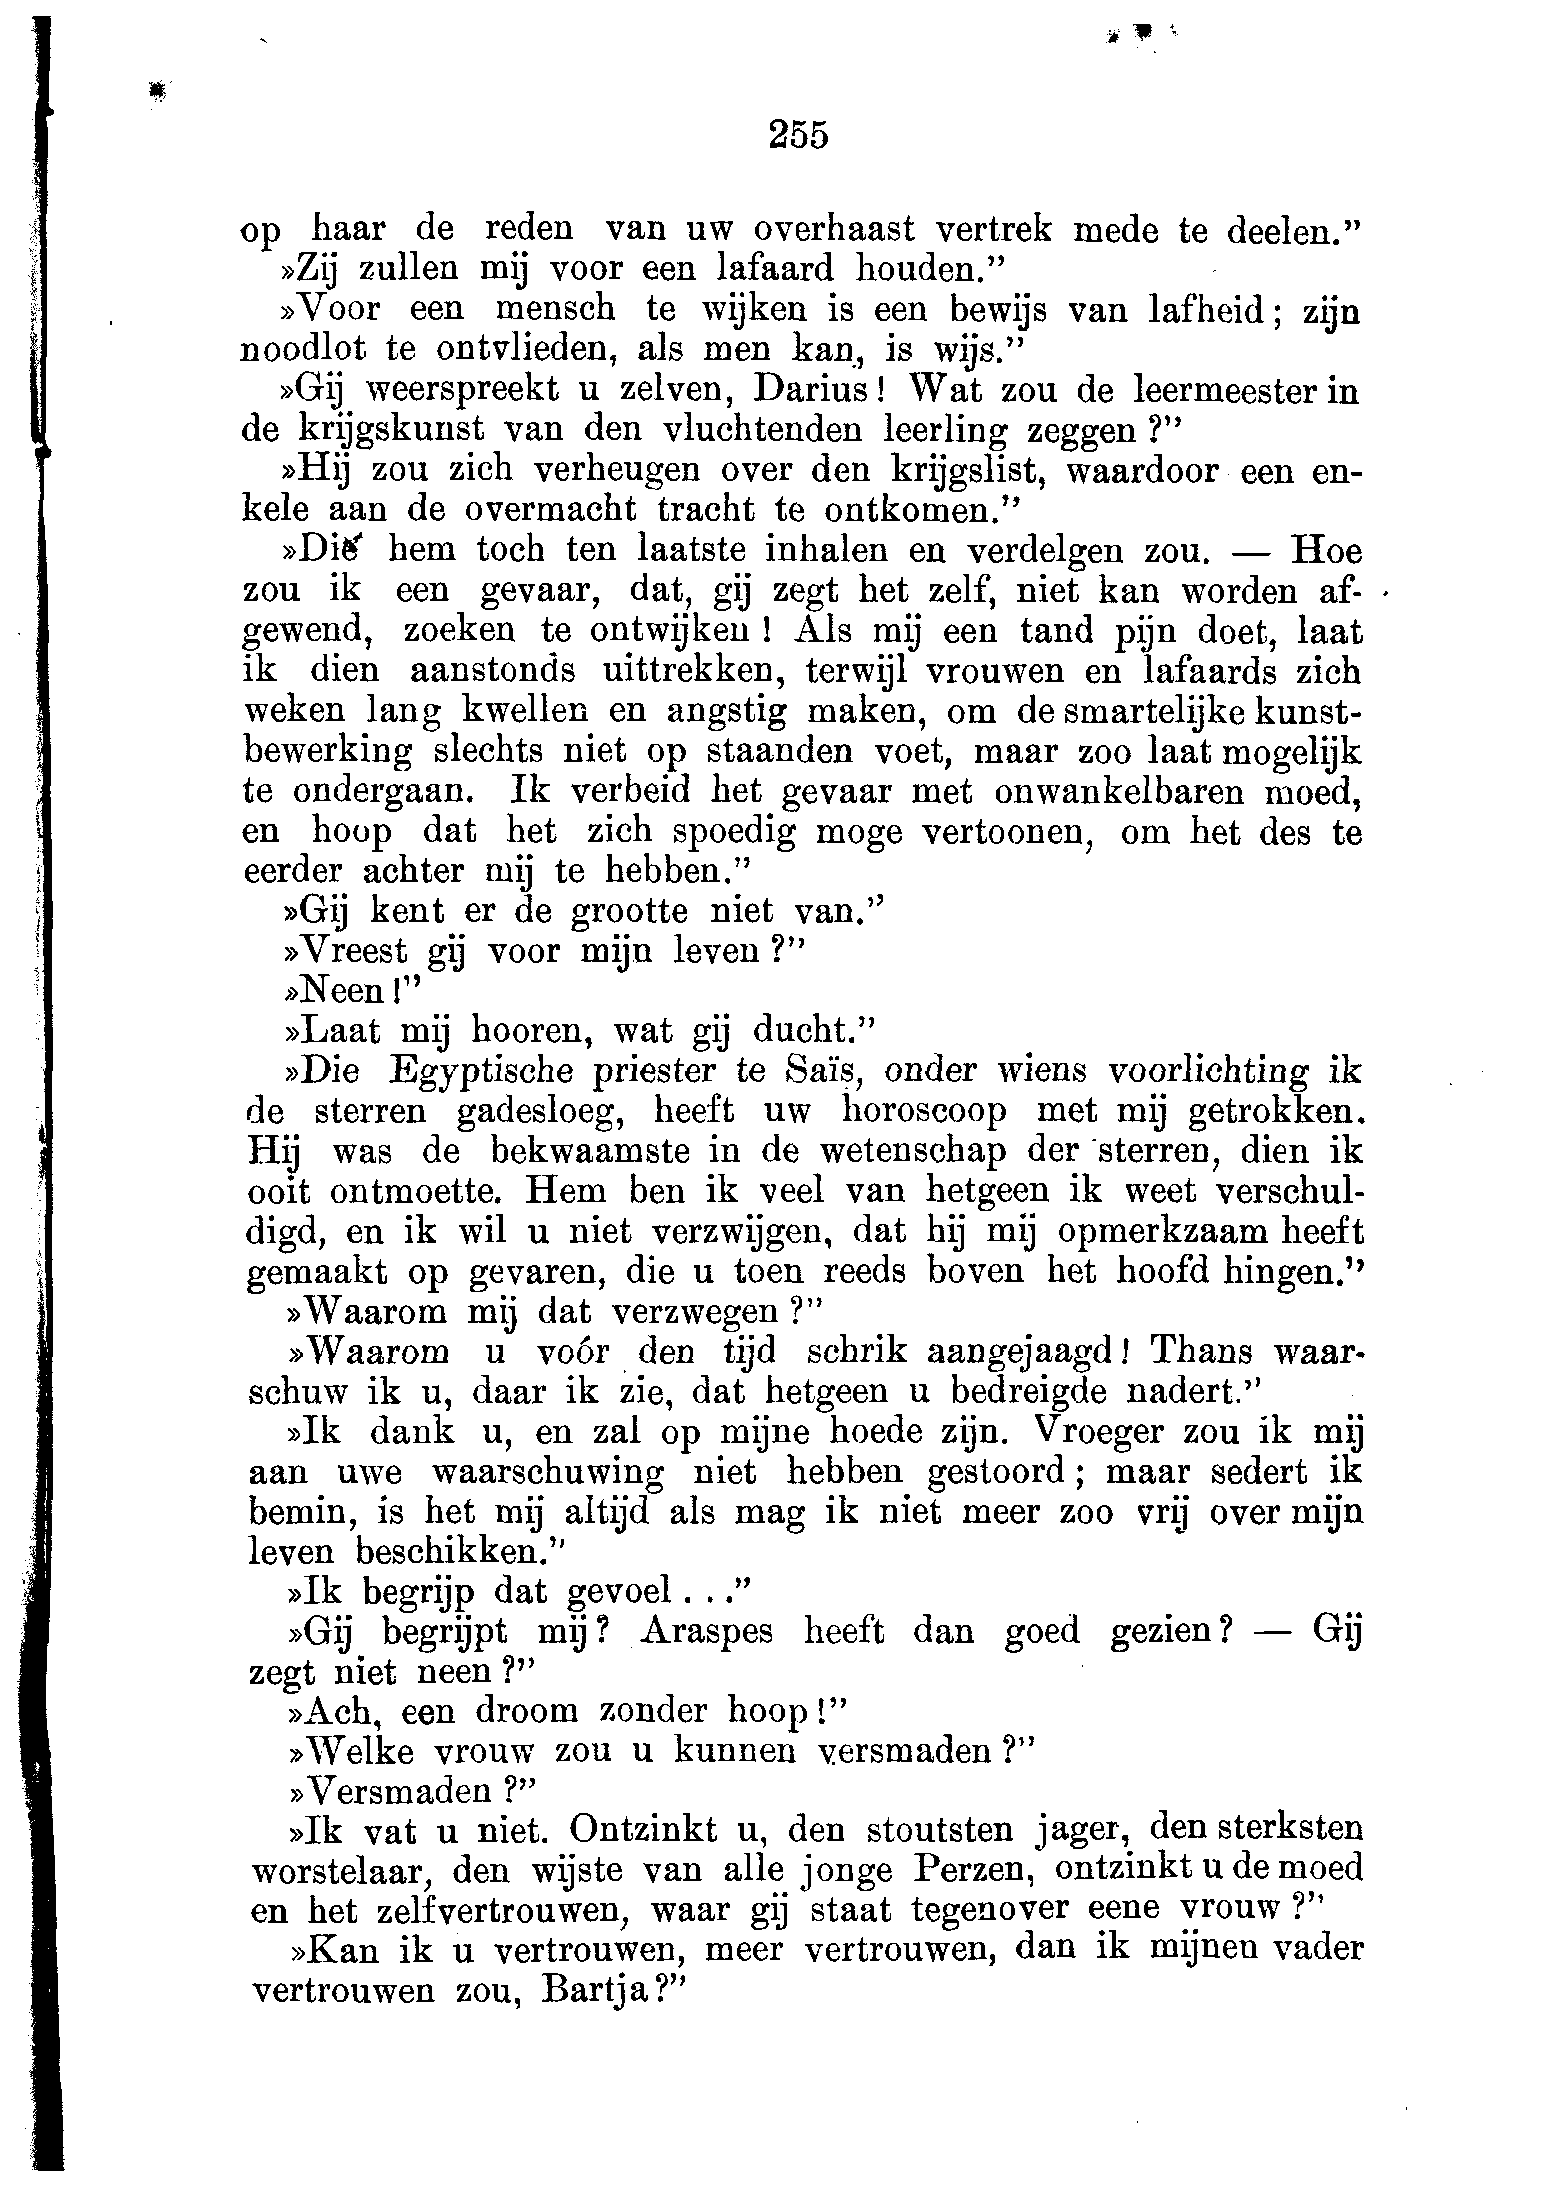 255
op haar de reden van uw overhaast vertrek mede te deelen."
»Zij zullen mij voor een lafaard houden."
»Voor een mensch te wijken is een bewijs van lafheid; zijn
noodlot te ontvlieden, als men kan, is wijs."
»Gij weerspreekt u zelven, Darius! Wat zou de leermeester in
de krijgskunst van den vluchtenden leerling zeggen?"
»Hij zou zich verheugen over den krijgslist, waardoor een en-
kele aan de overmacht tracht te ontkomen."
»Die hem toch ten laatste inhalen en verdelgen zou. — Hoe
zou ik een gevaar, dat, gij zegt het zelf, niet kan worden af-
gewend, zoeken te ontwijken! Als mij een tand pijn doet, laat
ik dien aanstonds uittrekken, terwijl vrouwen en lafaards zich
weken lang kwellen en angstig maken, om de smartelijke kunst-
bewerking slechts niet op staanden voet, maar zoo laat mogelijk
te ondergaan. Ik verbeid het gevaar met onwankelbaren moed,
en hoop dat het zich spoedig moge vertoonen, om het des te
eerder achter mij te hebben."
»Gij kent er de grootte niet van."
»Vreest gij voor mijn leven?"
»Neen!"
»Laat mij hooren, wat gij ducht."
»Die Egyptische priester te Saïs, onder wiens voorlichting ik
de sterren gadesloeg, heeft uw horoscoop met mij getrokken.
Hij was de bekwaamste in de wetenschap der sterren, dien ik
ooit ontmoette. Hem ben ik veel van hetgeen ik weet verschul-
digd, en ik wil u niet verzwijgen, dat hij mij opmerkzaam heeft
gemaakt op gevaren, die u toen reeds boven het hoofd hingen."
»Waarom mij dat verzwegen?"
»Waarom u voór den tijd schrik aangejaagd! Thans waar-
schuw ik u, daar ik zie, dat hetgeen u bedreigde nadert."
»Ik dank u, en zal op mijne hoede zijn. Vroeger zou ik mij
aan uwe waarschuwing niet hebben gestoord; maar sedert ik
bemin, is het mij altijd als mag ik niet meer zoo vrij over mijn
leven beschikken."
»Ik begrijp dat gevoel..."
»Gij begrijpt mij? Araspes heeft dan goed gezien? — Gij
zegt niet neen?"
»Ach, een droom zonder hoop!"
»Welke vrouw zou u kunnen versmaden?"
»Versmaden?"
»Ik vat u niet. Ontzinkt u, den stoutsten jager, den sterksten
worstelaar, den wijste van alle jonge Perzen, ontzinkt u de moed
en het zelfvertrouwen, waar gij staat tegenover eene vrouw?"
»Kan ik u vertrouwen, meer vertrouwen, dan ik mijnen vader
vertrouwen zou, Bartja?"